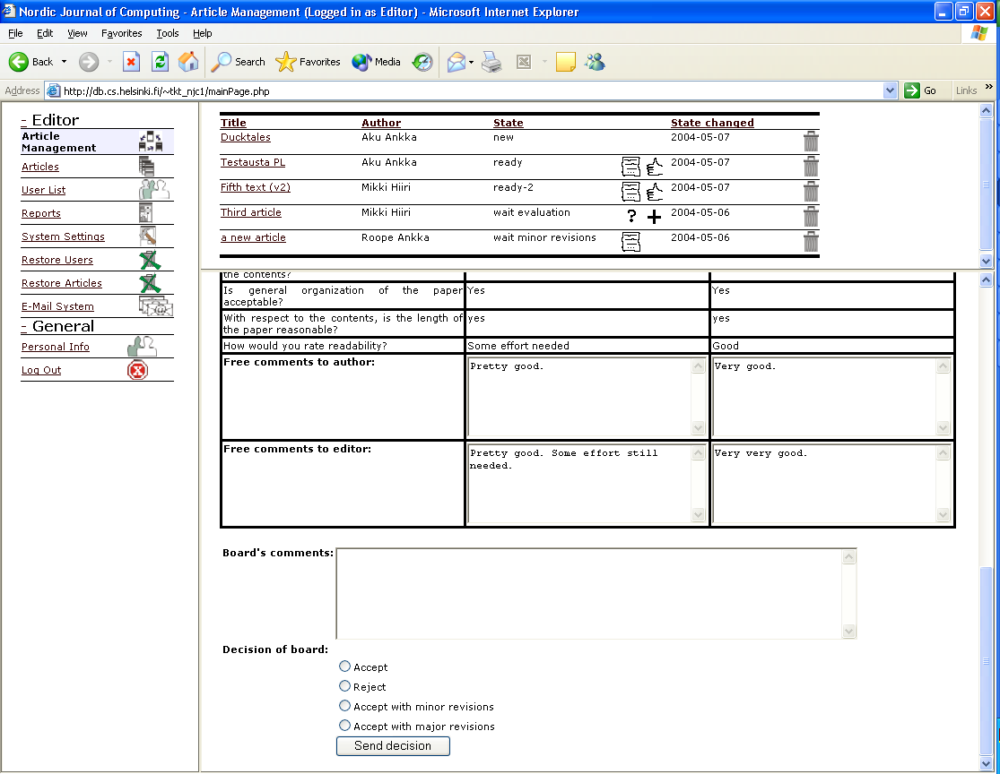 Nordic Journal of Computing - Article Management (Logged in as Editor) - Microsoft Internet Explorer
File Edit View Favorites Tools Help
Back Search Favorites Media
Address http://db.cs.helsinki.fi/~tkt_njc1/mainPage.php Go Links »
- Editor
Article
Management
Articles
User List
Reports
System Settings
Restore Users
Restore Articles
E-Mail System
- General
Personal Info
Log Out
Title Author State State changed
Ducktales Aku Ankka new 2004-05-07
Testausta PL Aku Ankka ready 2004-05-07
Fifth text (v2) Mikki Hiiri ready-2 2004-05-07
Third article Mikki Hiiri wait evaluation ? + 2004-05-06
a new article Roope Ankka wait minor revisions 2004-05-06
the contents?
Is general organization of the paper Yes Yes
acceptable?
With respect to the contents, is the length of yes yes
the paper reasonable?
How would you rate readability? Some effort needed Good
Free comments to author: Pretty good. Very good.
Free comments to editor: Pretty good. Some effort still Very very good.
needed.
Board's comments:
Decision of board:
Accept
Reject
Accept with minor revisions
Accept with major revisions
Send decision